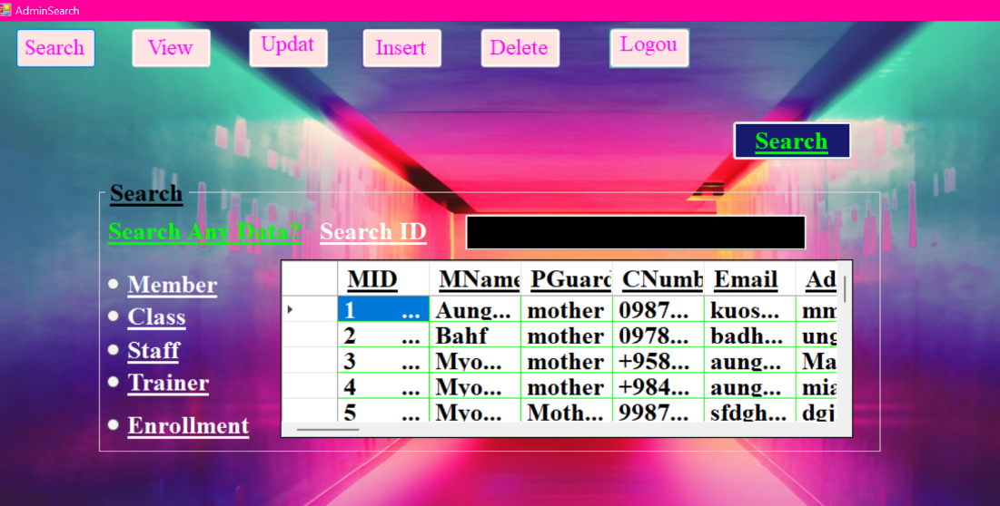 AdminSearch
Search View Updat Insert Delete Logou
Search
Search
Search Any Data? Search ID
MID MName PGuard CNumb Email Ad
1 ... Aung... mother 0987... kuos... mm
2 ... Bahf mother 0978... badh... ung
3 ... Myo... mother +958... aung... Ma
4 ... Myo... mother +984... aung... mia
5 ... Myo... Moth... 9987... sfdgh... dgi
Member
Class
Staff
Trainer
Enrollment